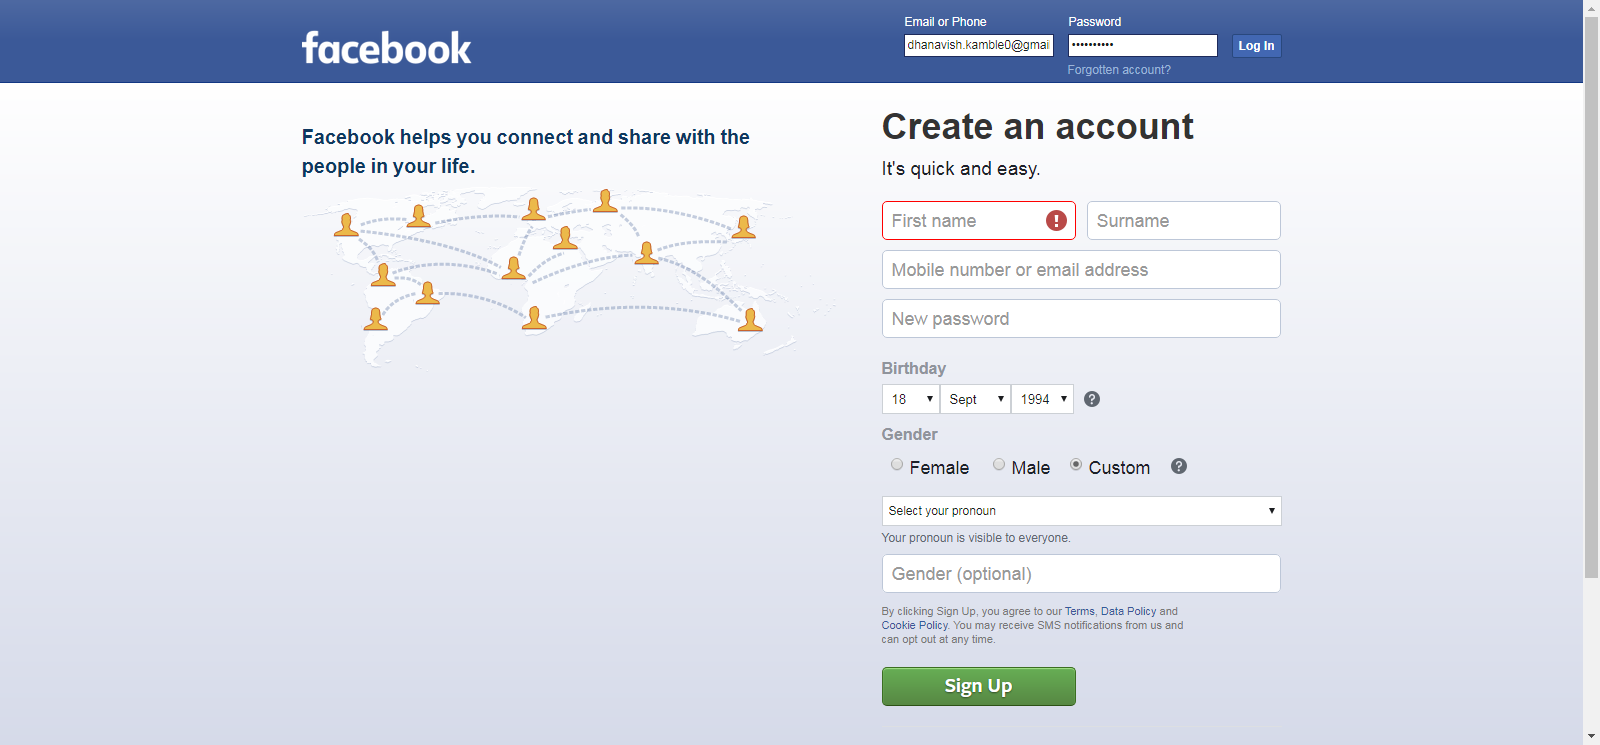 facebook
Email or Phone
Password
dhanavish.kamble0@gmai
••••••••••
Log In
Forgotten account?
Facebook helps you connect and share with the
people in your life.
Create an account
It's quick and easy.
First name
Surname
Mobile number or email address
New password
Birthday
18
Sept
1994
Gender
Female
Male
Custom
Select your pronoun
Your pronoun is visible to everyone.
Gender (optional)
By clicking Sign Up, you agree to our Terms, Data Policy and
Cookie Policy. You may receive SMS notifications from us and
can opt out at any time.
Sign Up